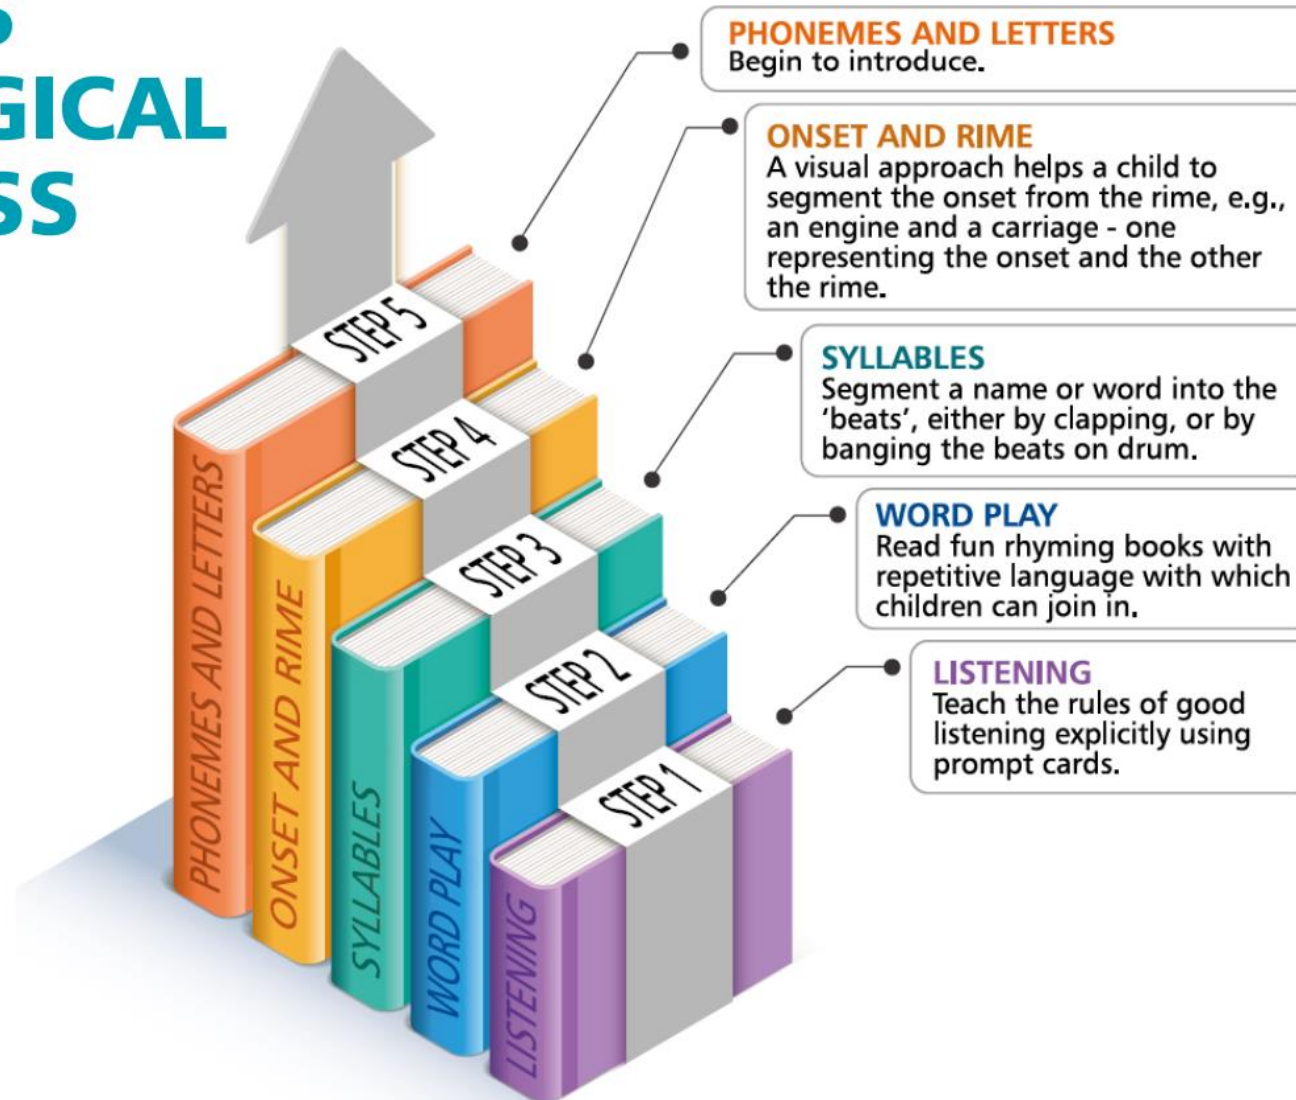 GICAL
SS
PHONEMES AND LETTERS
Begin to introduce.
ONSET AND RIME
A visual approach helps a child to
segment the onset from the rime, e.g.,
an engine and a carriage - one
representing the onset and the other
the rime.
SYLLABLES
Segment a name or word into the
‘beats’, either by clapping, or by
banging the beats on drum.
WORD PLAY
Read fun rhyming books with
repetitive language with which
children can join in.
LISTENING
Teach the rules of good
listening explicitly using
prompt cards.
STEP 5
STEP 4
STEP 3
STEP 2
STEP 1
PHONEMES AND LETTERS
ONSET AND RIME
SYLLABLES
WORD PLAY
LISTENING